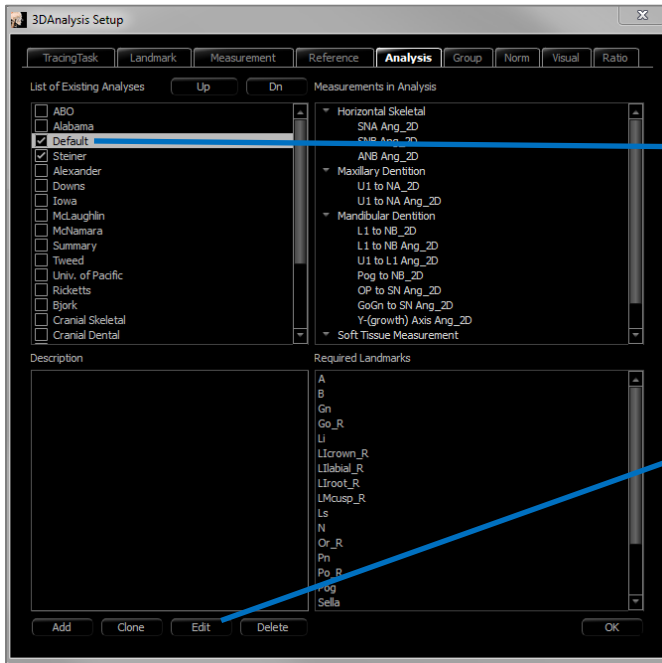 3DAnalysis Setup
TracingTask Landmark Measurement Reference Analysis Group Norm Visual Ratio
List of Existing Analyses Up Dn
ABO
Alabama
Default
Steiner
Alexander
Downs
Iowa
McLaughlin
McNamara
Summary
Tweed
Univ. of Pacific
Ricketts
Bjork
Cranial Skeletal
Cranial Dental
Measurements in Analysis
Horizontal Skeletal
SNA Ang_2D
SNB Ang_2D
ANB Ang_2D
Maxillary Dentition
U1 to NA_2D
U1 to NA Ang_2D
Mandibular Dentition
L1 to NB_2D
L1 to NB Ang_2D
U1 to L1 Ang_2D
Pog to NB_2D
OP to SN Ang_2D
GoGn to SN Ang_2D
Y-(growth) Axis Ang_2D
Soft Tissue Measurement
Description
Required Landmarks
A
B
Gn
Go_R
Li
LIcrown_R
LIlabial_R
LIroot_R
LMcusp_R
Ls
N
Or_R
Pn
Po_R
Pog
Sella
Add Clone Edit Delete
OK